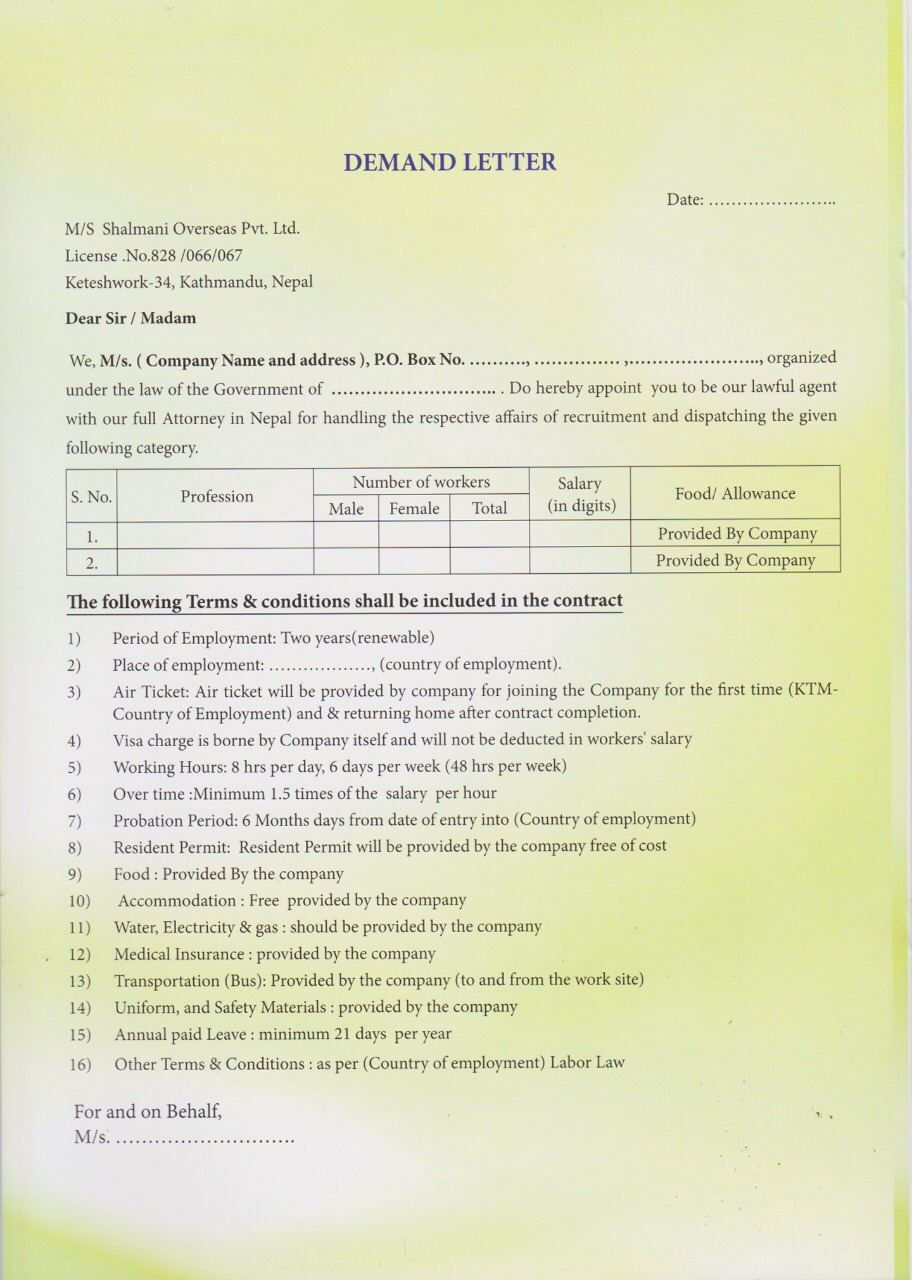 DEMAND LETTER
Date: .......................
M/S Shalmani Overseas Pvt. Ltd.
License .No.828 /066/067
Keteshwork-34, Kathmandu, Nepal
Dear Sir / Madam
We, M/s. ( Company Name and address ), P.O. Box No. .........., ............... ,......................., organized
under the law of the Government of ............................ . Do hereby appoint you to be our lawful agent
with our full Attorney in Nepal for handling the respective affairs of recruitment and dispatching the given
following category.
S. No. Profession Number of workers Salary (in digits) Food/ Allowance
Male Female Total
1. Provided By Company
2. Provided By Company
The following Terms & conditions shall be included in the contract
1) Period of Employment: Two years(renewable)
2) Place of employment: .................., (country of employment).
3) Air Ticket: Air ticket will be provided by company for joining the Company for the first time (KTM-
Country of Employment) and & returning home after contract completion.
4) Visa charge is borne by Company itself and will not be deducted in workers' salary
5) Working Hours: 8 hrs per day, 6 days per week (48 hrs per week)
6) Over time :Minimum 1.5 times of the salary per hour
7) Probation Period: 6 Months days from date of entry into (Country of employment)
8) Resident Permit: Resident Permit will be provided by the company free of cost
9) Food : Provided By the company
10) Accommodation : Free provided by the company
11) Water, Electricity & gas : should be provided by the company
12) Medical Insurance : provided by the company
13) Transportation (Bus): Provided by the company (to and from the work site)
14) Uniform, and Safety Materials : provided by the company
15) Annual paid Leave : minimum 21 days per year
16) Other Terms & Conditions : as per (Country of employment) Labor Law
For and on Behalf,
M/s. ............................